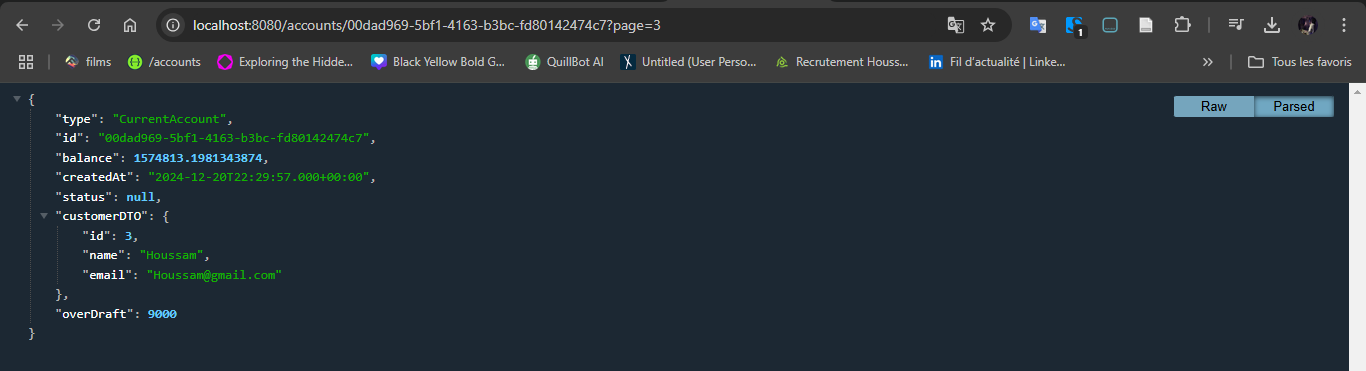 localhost:8080/accounts/00dad969-5bf1-4163-b3bc-fd80142474c7?page=3
1
films
/accounts
Exploring the Hidde...
Black Yellow Bold G...
QuillBot AI
Untitled (User Perso...
Recrutement Houss...
Fil d'actualité | Linke...
»
Tous les favoris
Raw
Parsed
{
"type": "CurrentAccount",
"id": "00dad969-5bf1-4163-b3bc-fd80142474c7",
"balance": 1574813.1981343874,
"createdAt": "2024-12-20T22:29:57.000+00:00",
"status": null,
"customerDTO": {
"id": 3,
"name": "Houssam",
"email": "Houssam@gmail.com"
},
"overDraft": 9000
}